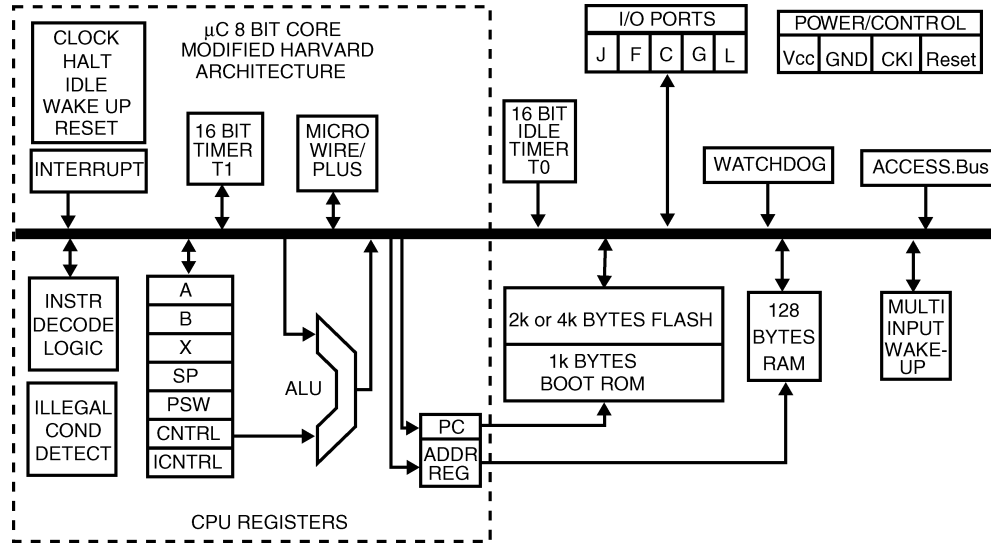 CLOCK
HALT
IDLE
WAKE UP
RESET
INTERRUPT
µC 8 BIT CORE
MODIFIED HARVARD
ARCHITECTURE
16 BIT
TIMER
T1
MICRO
WIRE/
PLUS
I/O PORTS
J F C G L
POWER/CONTROL
Vcc GND CKI Reset
16 BIT
IDLE
TIMER
T0
WATCHDOG
ACCESS.Bus
INSTR
DECODE
LOGIC
ILLEGAL
COND
DETECT
A
B
X
SP
PSW
CNTRL
ICNTRL
ALU
PC
ADDR
REG
2k or 4k BYTES FLASH
1k BYTES
BOOT ROM
128
BYTES
RAM
MULTI
INPUT
WAKE-
UP
CPU REGISTERS